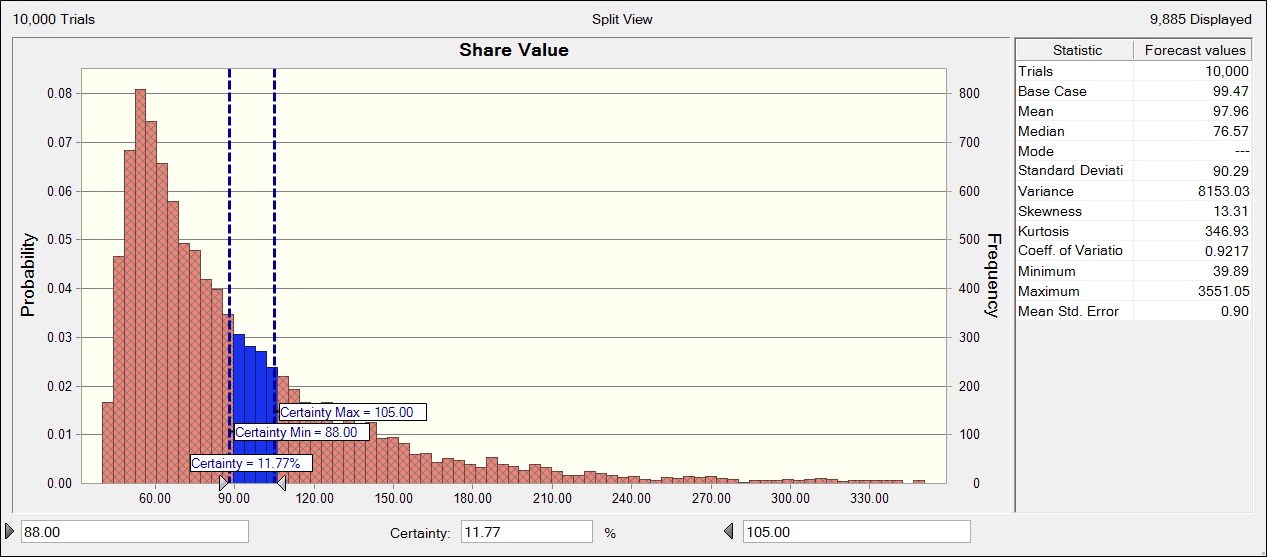 10,000 Trials Split View 9,885 Displayed
Share Value
Probability
0.08
0.07
0.06
0.05
0.04
0.03
0.02
0.01
0.00
800
700
600
500
400
300
200
100
0
Frequency
Certainty Max = 105.00
Certainty Min = 88.00
Certainty = 11.77%
60.00 90.00 120.00 150.00 180.00 210.00 240.00 270.00 300.00 330.00
Statistic Forecast values
Trials 10,000
Base Case 99.47
Mean 97.96
Median 76.57
Mode ---
Standard Deviati 90.29
Variance 8153.03
Skewness 13.31
Kurtosis 346.93
Coeff. of Variatio 0.9217
Minimum 39.89
Maximum 3551.05
Mean Std. Error 0.90
88.00 Certainty: 11.77 % 105.00